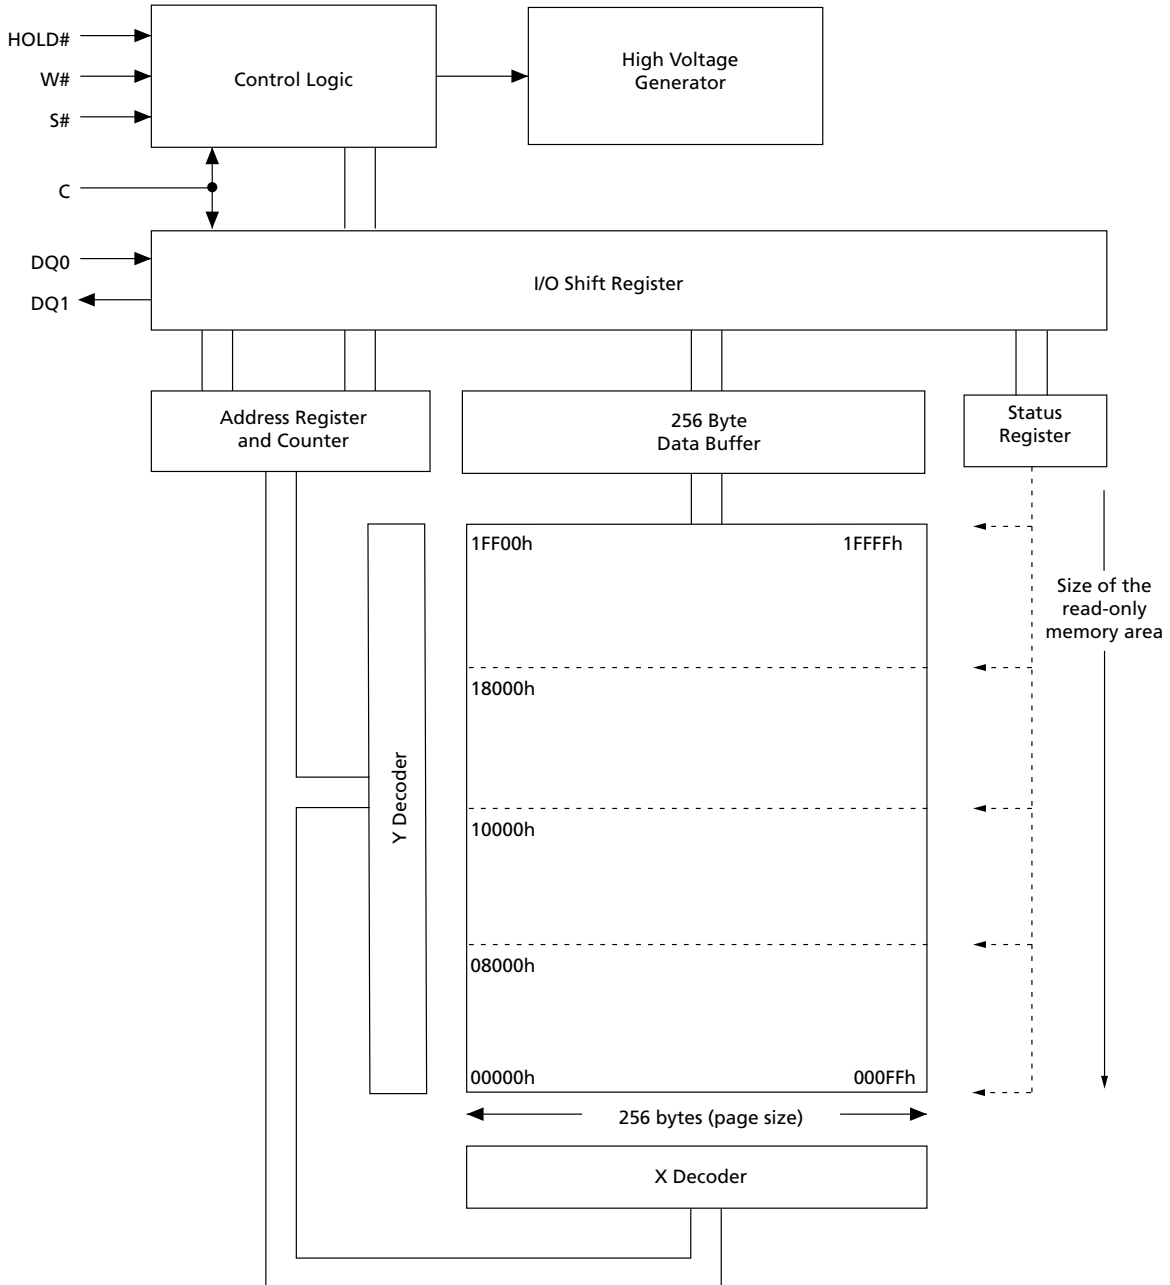 HOLD#
W#
S#
Control Logic
High Voltage
Generator
C
DQ0
DQ1
I/O Shift Register
Address Register
and Counter
256 Byte
Data Buffer
Status
Register
1FF00h
1FFFFh
Size of the
read-only
memory area
18000h
Y Decoder
10000h
08000h
00000h
000FFh
256 bytes (page size)
X Decoder